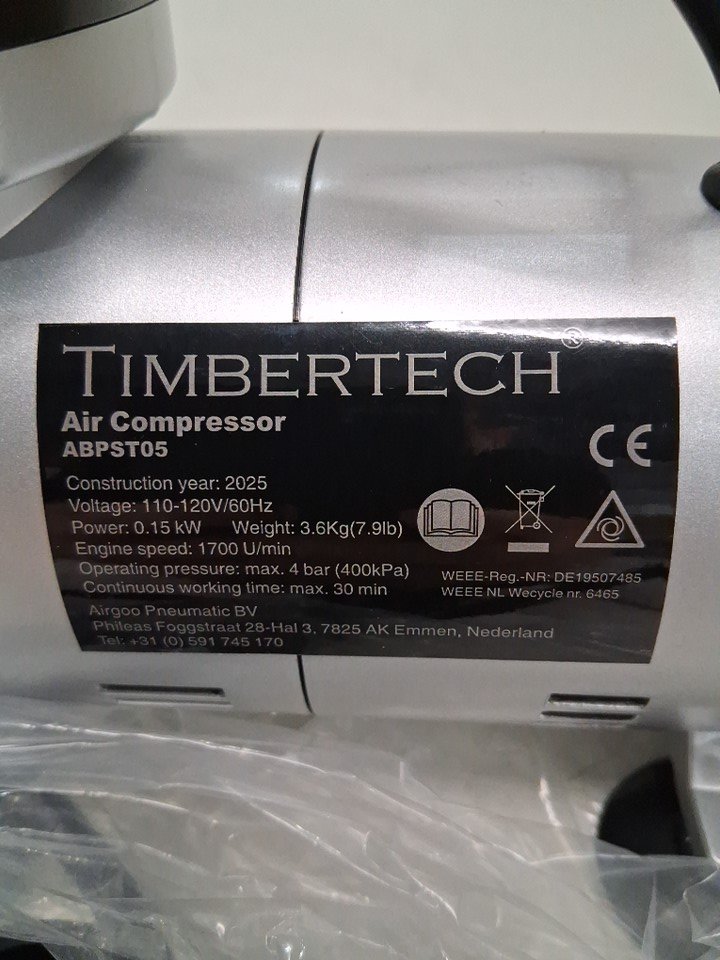 TIMBERTECH®
Air Compressor
ABPST05
CE
Construction year: 2025
Voltage: 110-120V/60Hz
Power: 0.15 kW Weight: 3.6Kg(7.9lb)
Engine speed: 1700 U/min
Operating pressure: max. 4 bar (400kPa)
Continuous working time: max. 30 min
WEEE-Reg.-NR: DE19507485
WEEE NL Wecycle nr. 6465
Airgoo Pneumatic BV
Phileas Foggstraat 28-Hal 3, 7825 AK Emmen, Nederland
Tel: +31 (0) 591 745 170